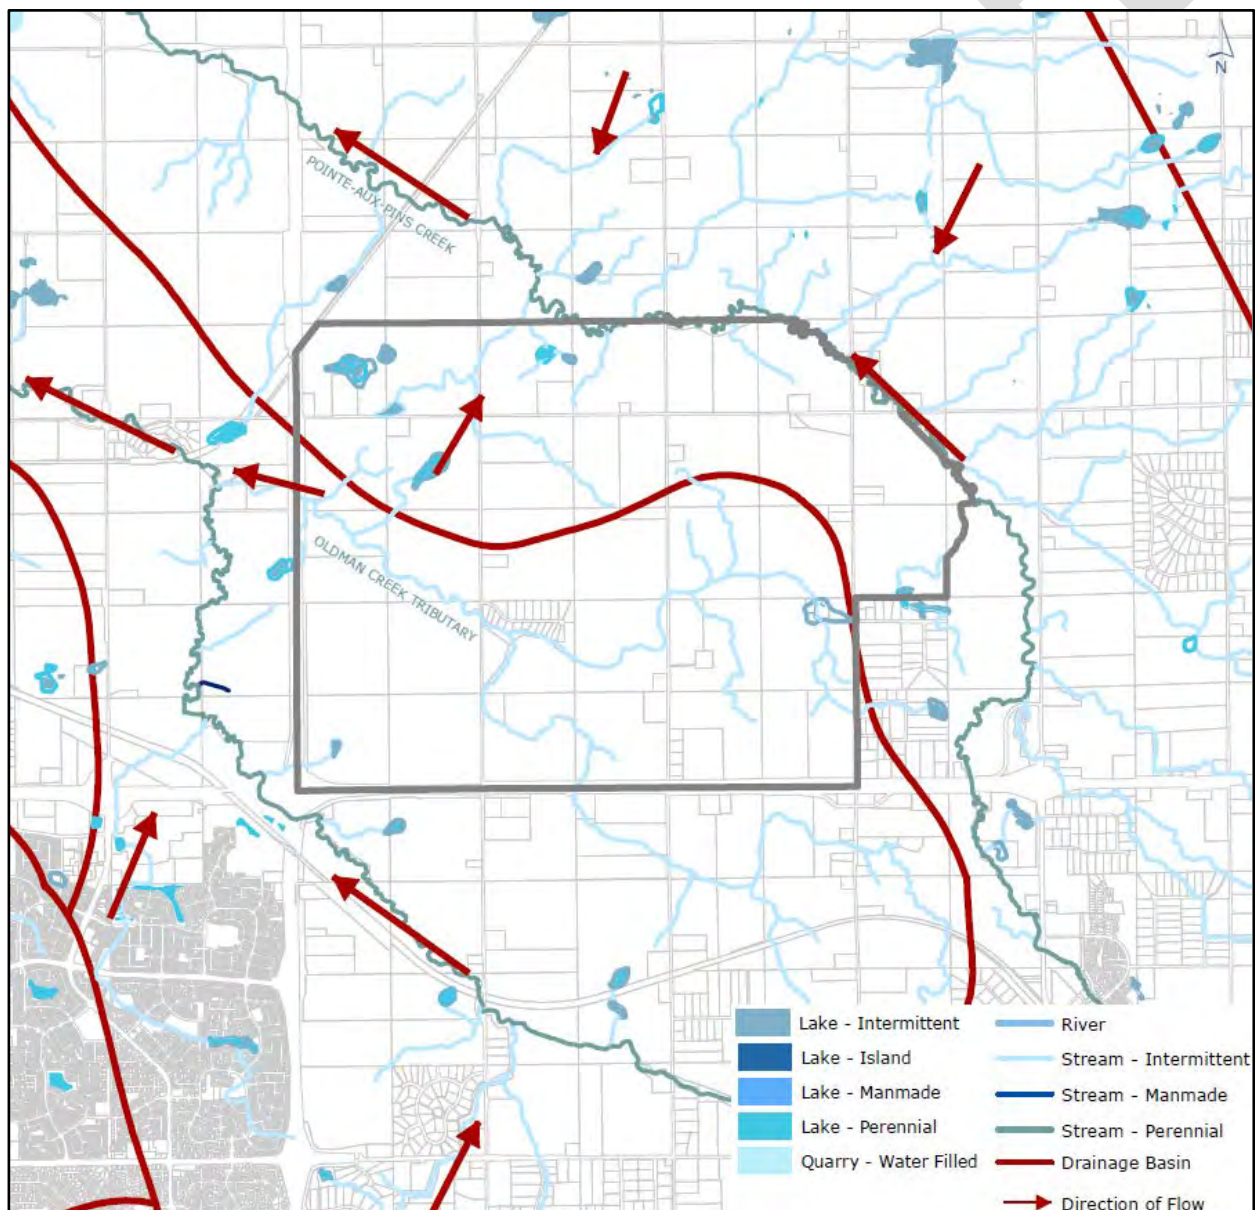 N
POINTE-AUX-PINS CREEK
OLDMAN CREEK TRIBUTARY
Lake - Intermittent
Lake - Island
Lake - Manmade
Lake - Perennial
Quarry - Water Filled
River
Stream - Intermittent
Stream - Manmade
Stream - Perennial
Drainage Basin
Direction of Flow